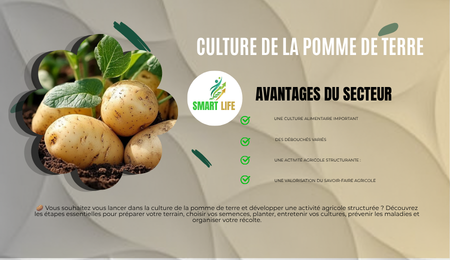 CULTURE DE LA POMME DE TERRE
SMART LIFE
AVANTAGES DU SECTEUR
UNE CULTURE ALIMENTAIRE IMPORTANT
DES DÉBOUCHÉS VARIÉS
UNE ACTIVITÉ AGRICOLE STRUCTURANTE :
UNE VALORISATION DU SAVOIR-FAIRE AGRICOLE
🥔 Vous souhaitez vous lancer dans la culture de la pomme de terre et développer une activité agricole structurée ? Découvrez
les étapes essentielles pour préparer votre terrain, choisir vos semences, planter, entretenir vos cultures, prévenir les maladies et
organiser votre récolte.